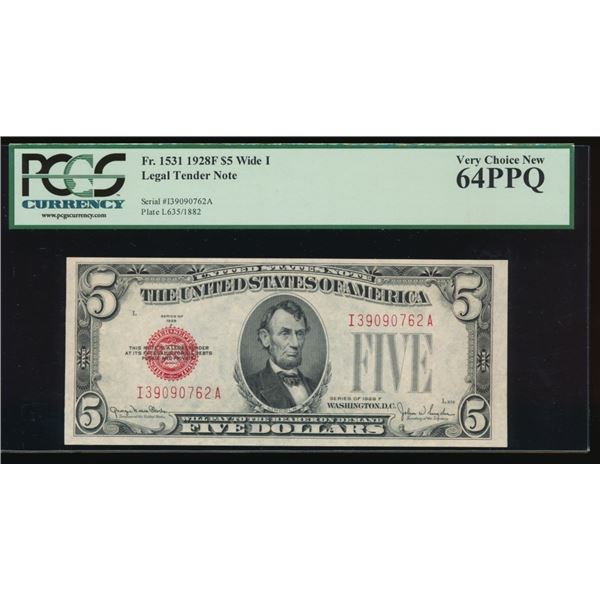 PCGS
CURRENCY
www.pcgscurrency.com
Fr. 1531 1928F $5 Wide I
Legal Tender Note
Serial #I39090762A
Plate L635/1882
Very Choice New
64PPQ
5 UNITED STATES NOTE 5
THE UNITED STATES OF AMERICA
L
SERIES OF
1928
F
I39090762A
THIS NOTE IS A LEGAL TENDER
AT ITS FACE VALUE FOR ALL DEBTS
PUBLIC AND PRIVATE
FIVE
I39090762A
SERIES OF 1928 F
WASHINGTON, D.C.
WILL PAY TO THE BEARER ON DEMAND
5 FIVE DOLLARS 5